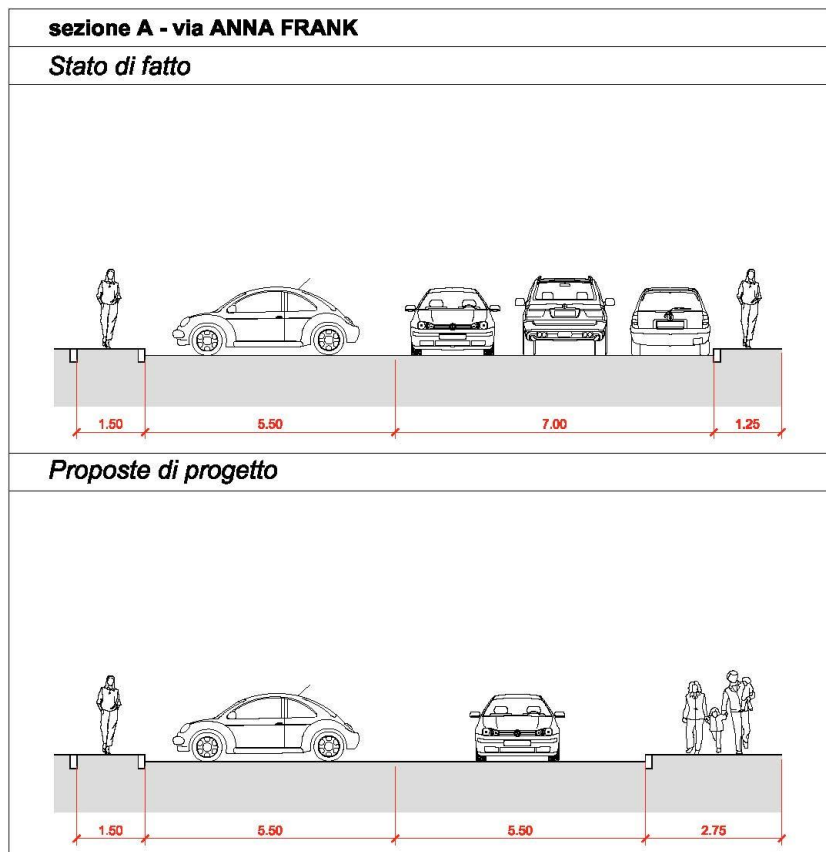 sezione A - via ANNA FRANK
Stato di fatto
1.50 5.50 7.00 1.25
Proposte di progetto
1.50 5.50 5.50 2.75